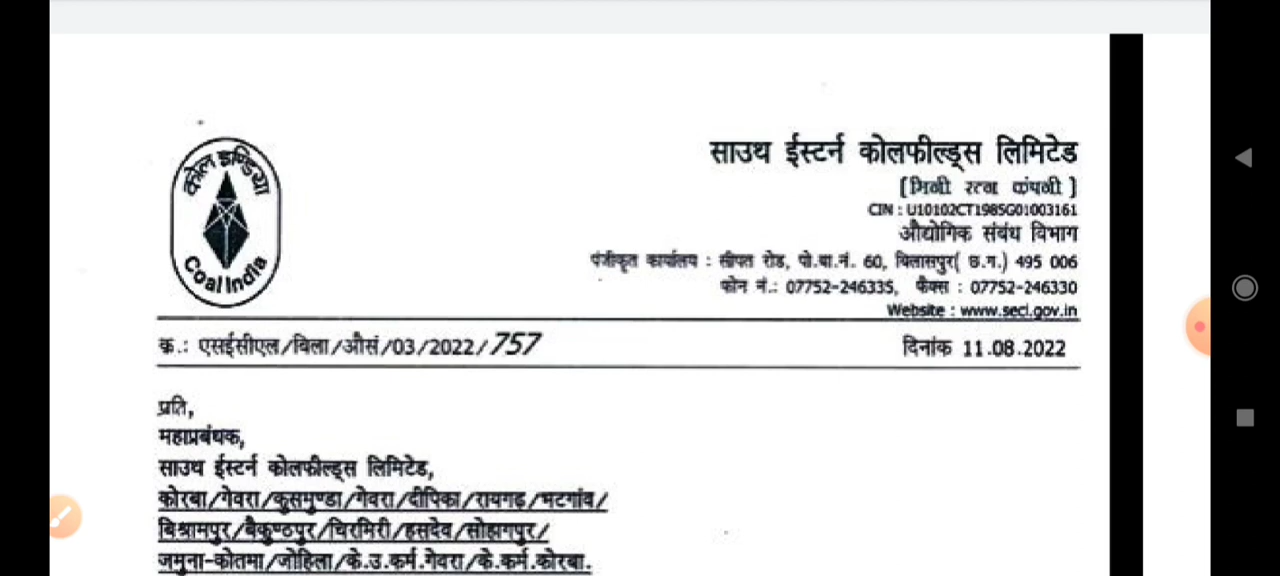 कोल इण्डिया
Coal India
साउथ ईस्टर्न कोलफील्ड्स लिमिटेड
[मिनी रत्न कंपनी]
CIN : U10102CT1985GO1003161
औद्योगिक संबंध विभाग
पंजीकृत कार्यालय : सीपत रोड, पो.बा.नं. 60, बिलासपुर( छ.ग.) 495 006
फोन नं.: 07752-246335, फैक्स : 07752-246330
Website : www.secl.gov.in
क्र.: एसईसीएल/बिला/औसं/03/2022/757
दिनांक 11.08.2022
प्रति,
महाप्रबंधक,
साउथ ईस्टर्न कोलफील्ड्स लिमिटेड,
कोरबा/गेवरा/कुसमुण्डा/गेवरा/दीपिका/रायगढ़/भटगांव/
बिश्रामपुर/बैकुण्ठपुर/चिरमिरी/हसदेव/सोहागपुर/
जमुना-कोतमा/जोहिला/के.उ.कर्म.गेवरा/के.कर्म.कोरबा.